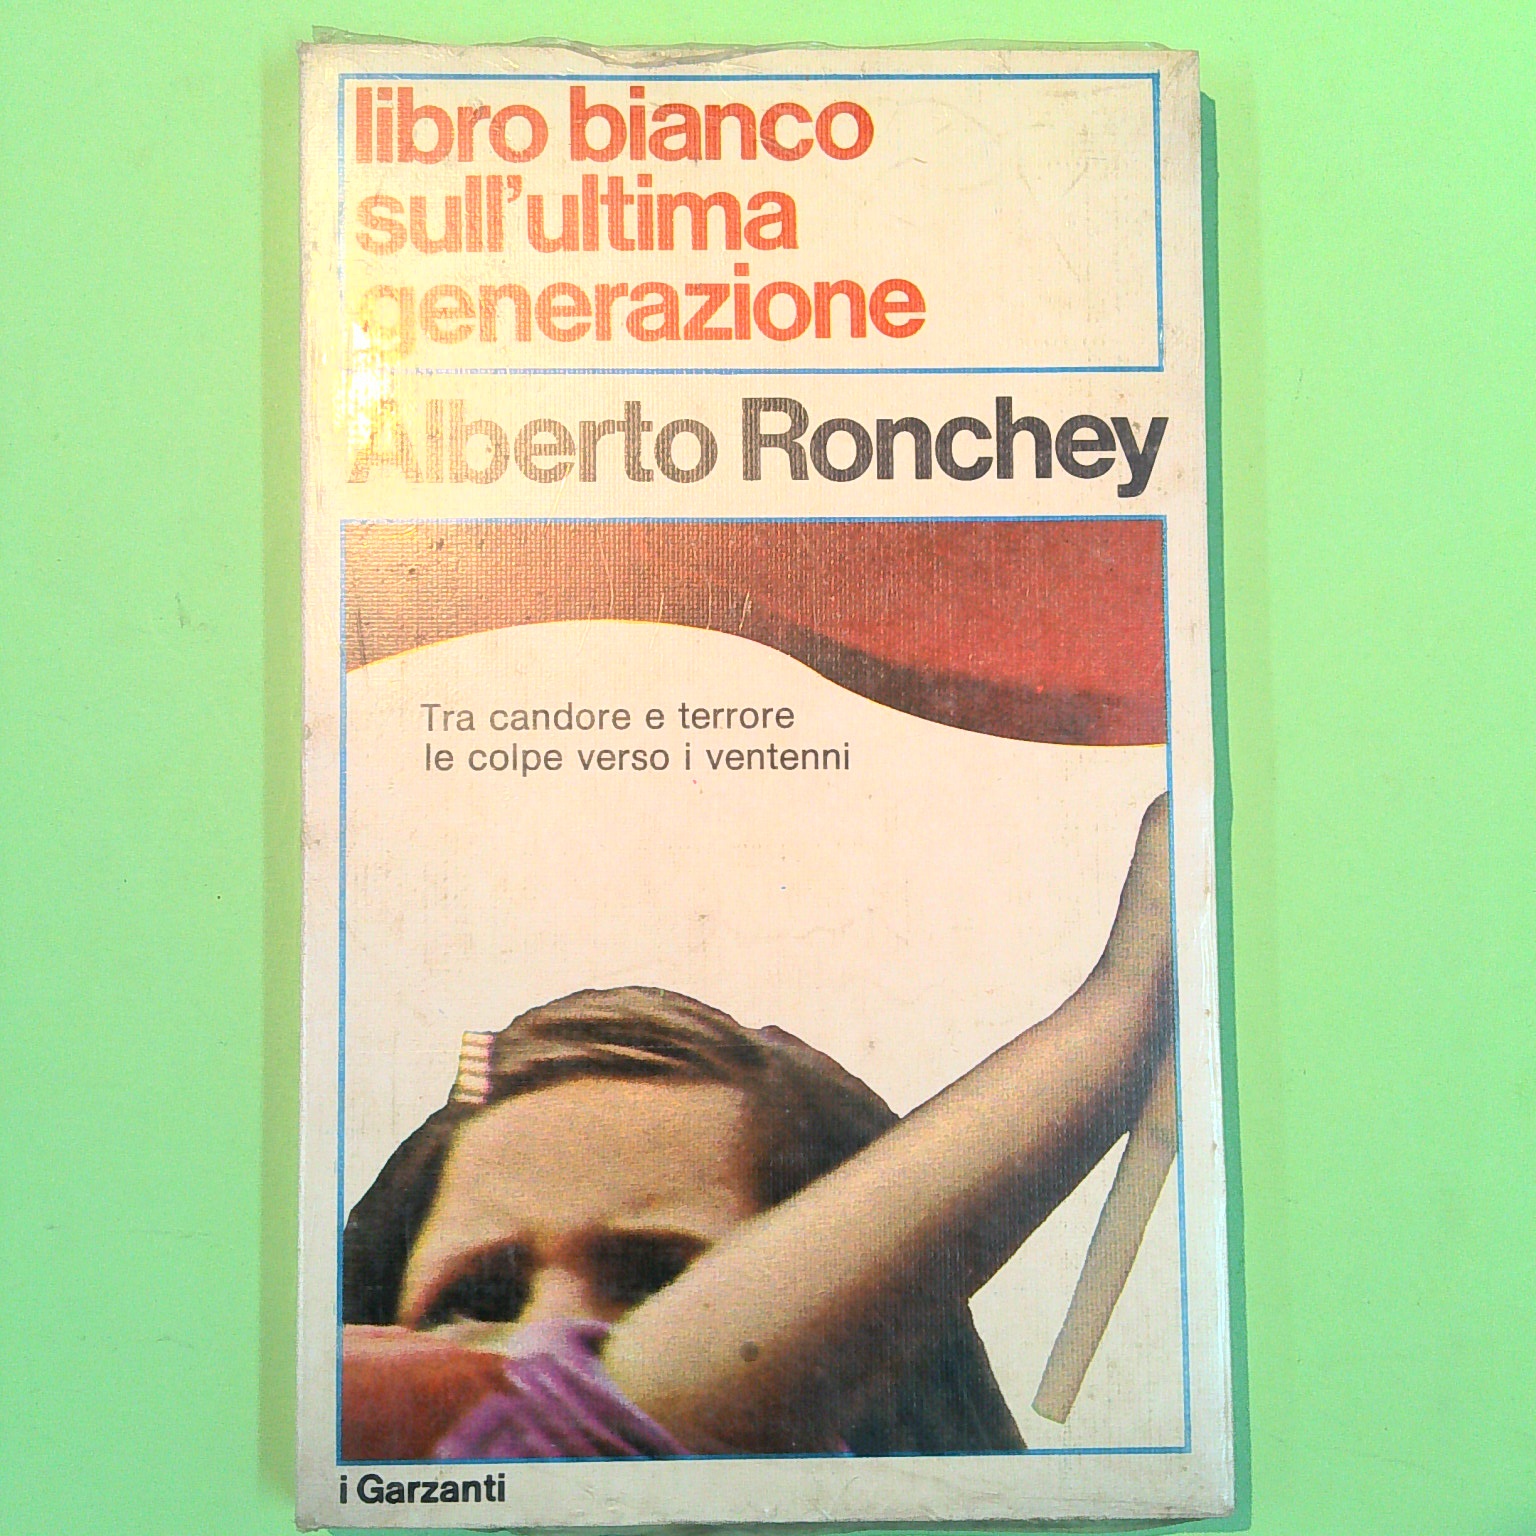 libro bianco
sull'ultima
generazione
Alberto Ronchey
Tra candore e terrore
le colpe verso i ventenni
i Garzanti